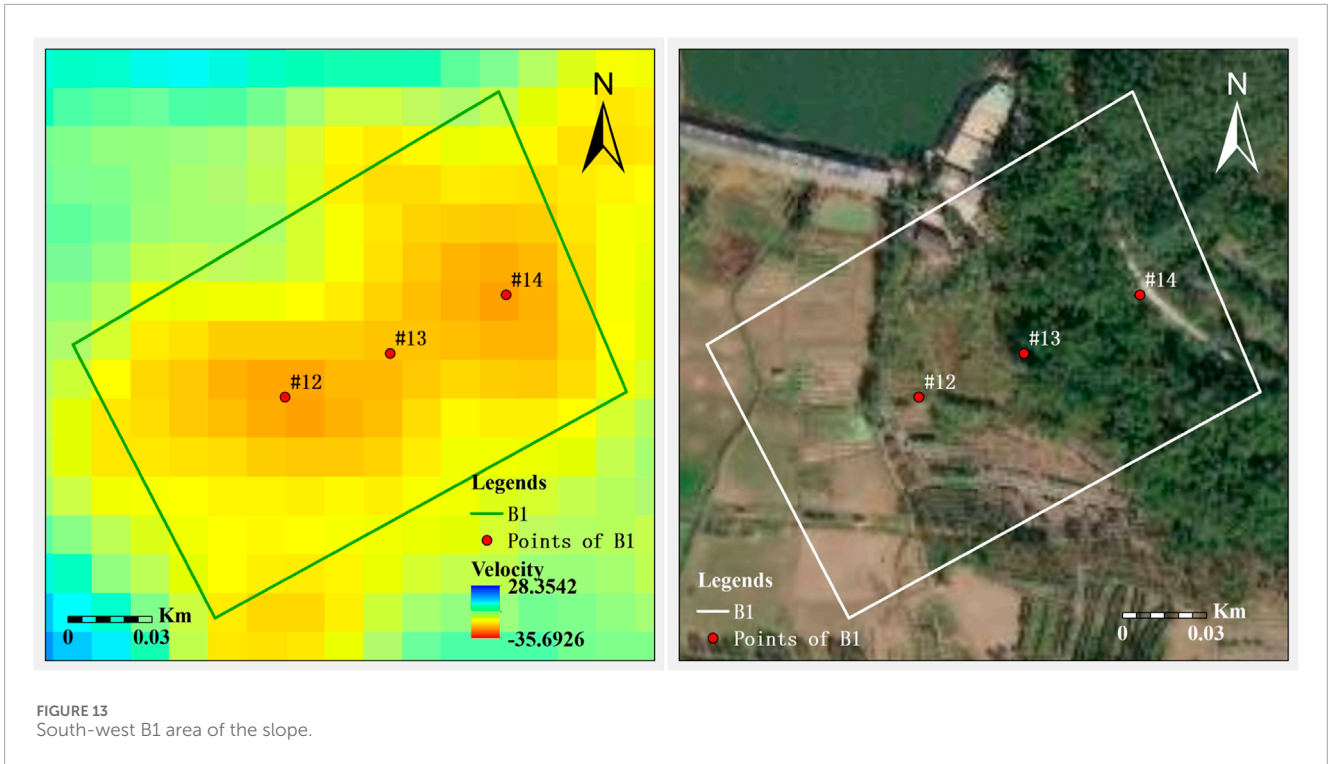 N
#14
#13
#12
Legends
B1
Points of B1
Velocity
28.3542
-35.6926
Km
0 0.03
N
#14
#13
#12
Legends
B1
Points of B1
Km
0 0.03
FIGURE 13
South-west B1 area of the slope.